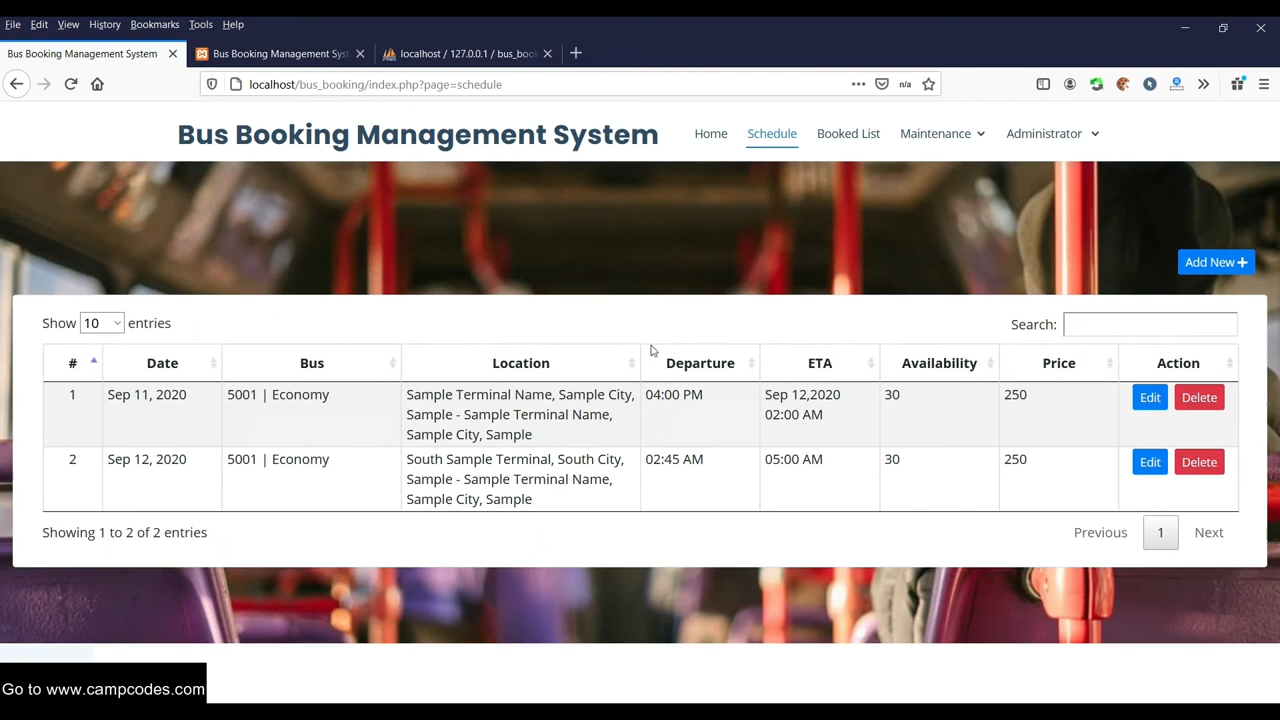 File Edit View History Bookmarks Tools Help
Bus Booking Management System
Bus Booking Management Syst
localhost / 127.0.0.1 / bus_book
localhost/bus_booking/index.php?page=schedule
n/a
Bus Booking Management System
Home Schedule Booked List Maintenance Administrator
Add New
Show 10 entries
Search:
# Date Bus Location Departure ETA Availability Price Action
1 Sep 11, 2020 5001 | Economy Sample Terminal Name, Sample City, 04:00 PM Sep 12,2020 30 250 Edit Delete
Sample - Sample Terminal Name, 02:00 AM
Sample City, Sample
2 Sep 12, 2020 5001 | Economy South Sample Terminal, South City, 02:45 AM 05:00 AM 30 250 Edit Delete
Sample - Sample Terminal Name,
Sample City, Sample
Showing 1 to 2 of 2 entries
Previous 1 Next
Go to www.campcodes.com